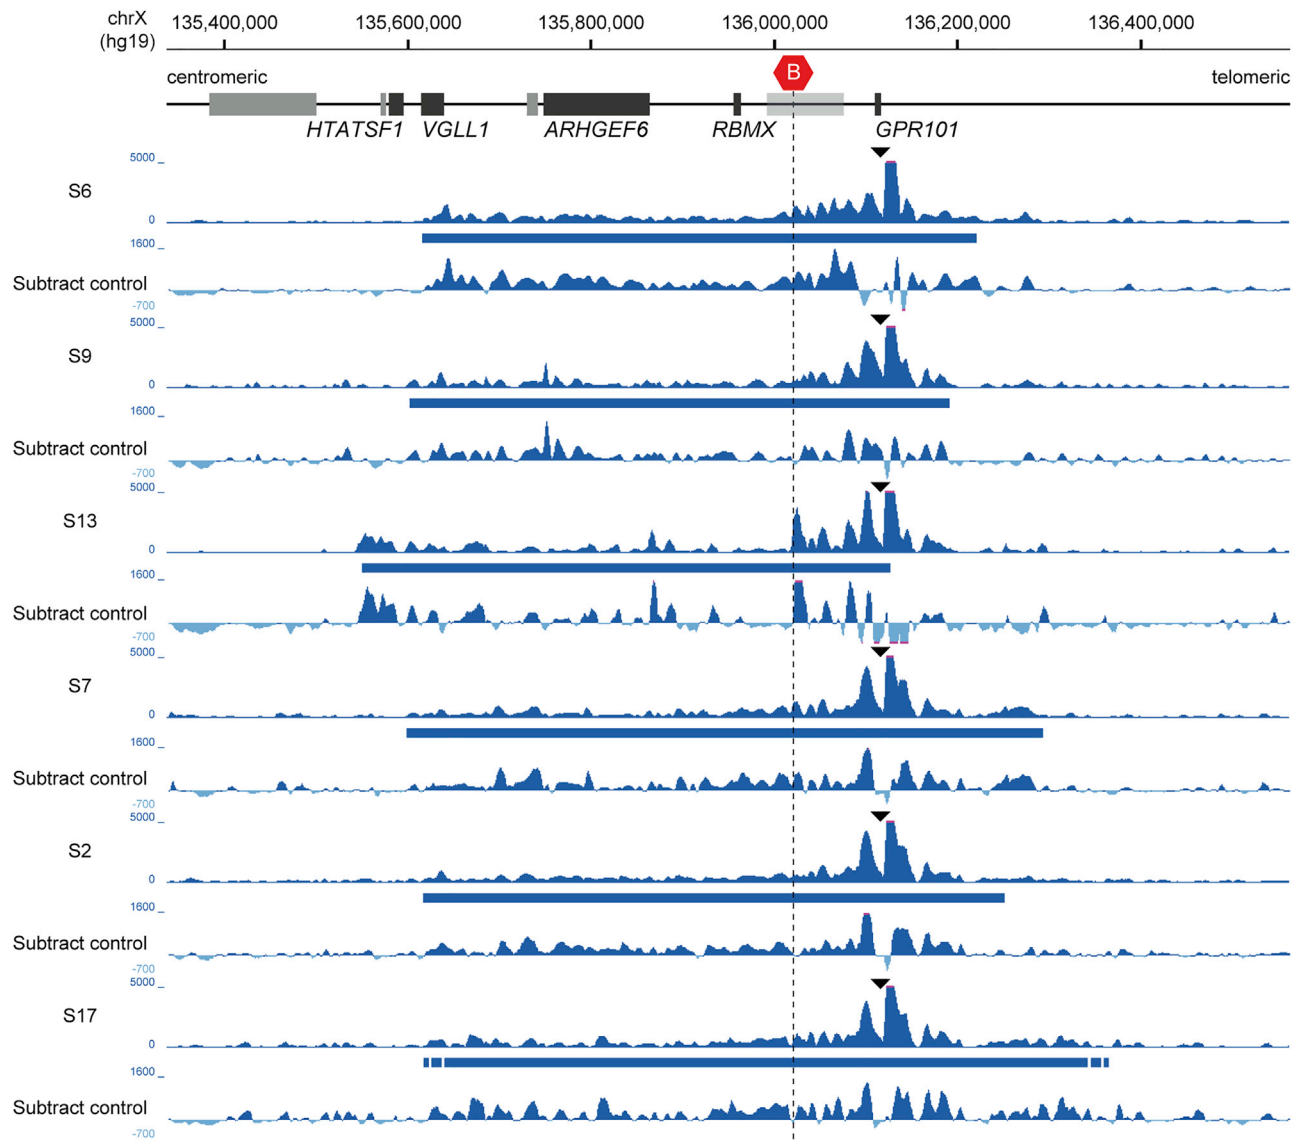 chrX 135,400,000 135,600,000 135,800,000 136,000,000 136,200,000 136,400,000
(hg19)
centromeric B telomeric
HTATSF1 VGLL1 ARHGEF6 RBMX GPR101
5000
S6
0
1600
Subtract control
-700
5000
S9
0
1600
Subtract control
-700
5000
S13
0
1600
Subtract control
-700
5000
S7
0
1600
Subtract control
-700
5000
S2
0
1600
Subtract control
-700
5000
S17
0
1600
Subtract control
-700